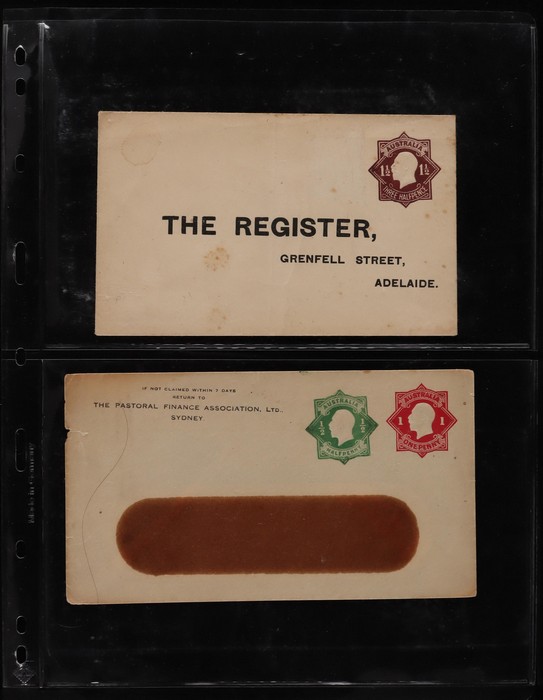 AUSTRALIA
1½ 1½
THREE HALFPENCE
THE REGISTER,
GRENFELL STREET,
ADELAIDE.
IF NOT CLAIMED WITHIN 7 DAYS
RETURN TO
THE PASTORAL FINANCE ASSOCIATION, LTD.,
SYDNEY
AUSTRALIA
½ ½
HALFPENNY
AUSTRALIA
1 1
ONE PENNY